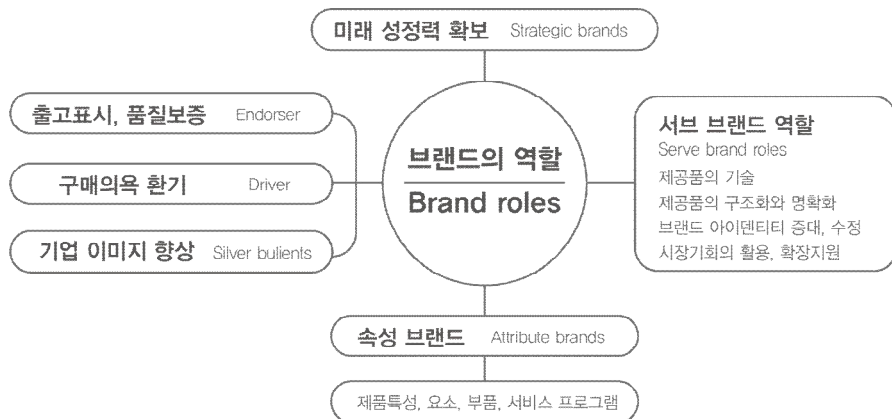 미래 성정력 확보 Strategic brands
출고표시, 품질보증 Endorser
구매의욕 환기 Driver
기업 이미지 향상 Silver bulients
브랜드의 역할
Brand roles
서브 브랜드 역할
Serve brand roles
제공품의 기술
제공품의 구조화와 명확화
브랜드 아이덴티티 증대, 수정
시장기회의 활용, 확장지원
속성 브랜드 Attribute brands
제품특성, 요소, 부품, 서비스 프로그램